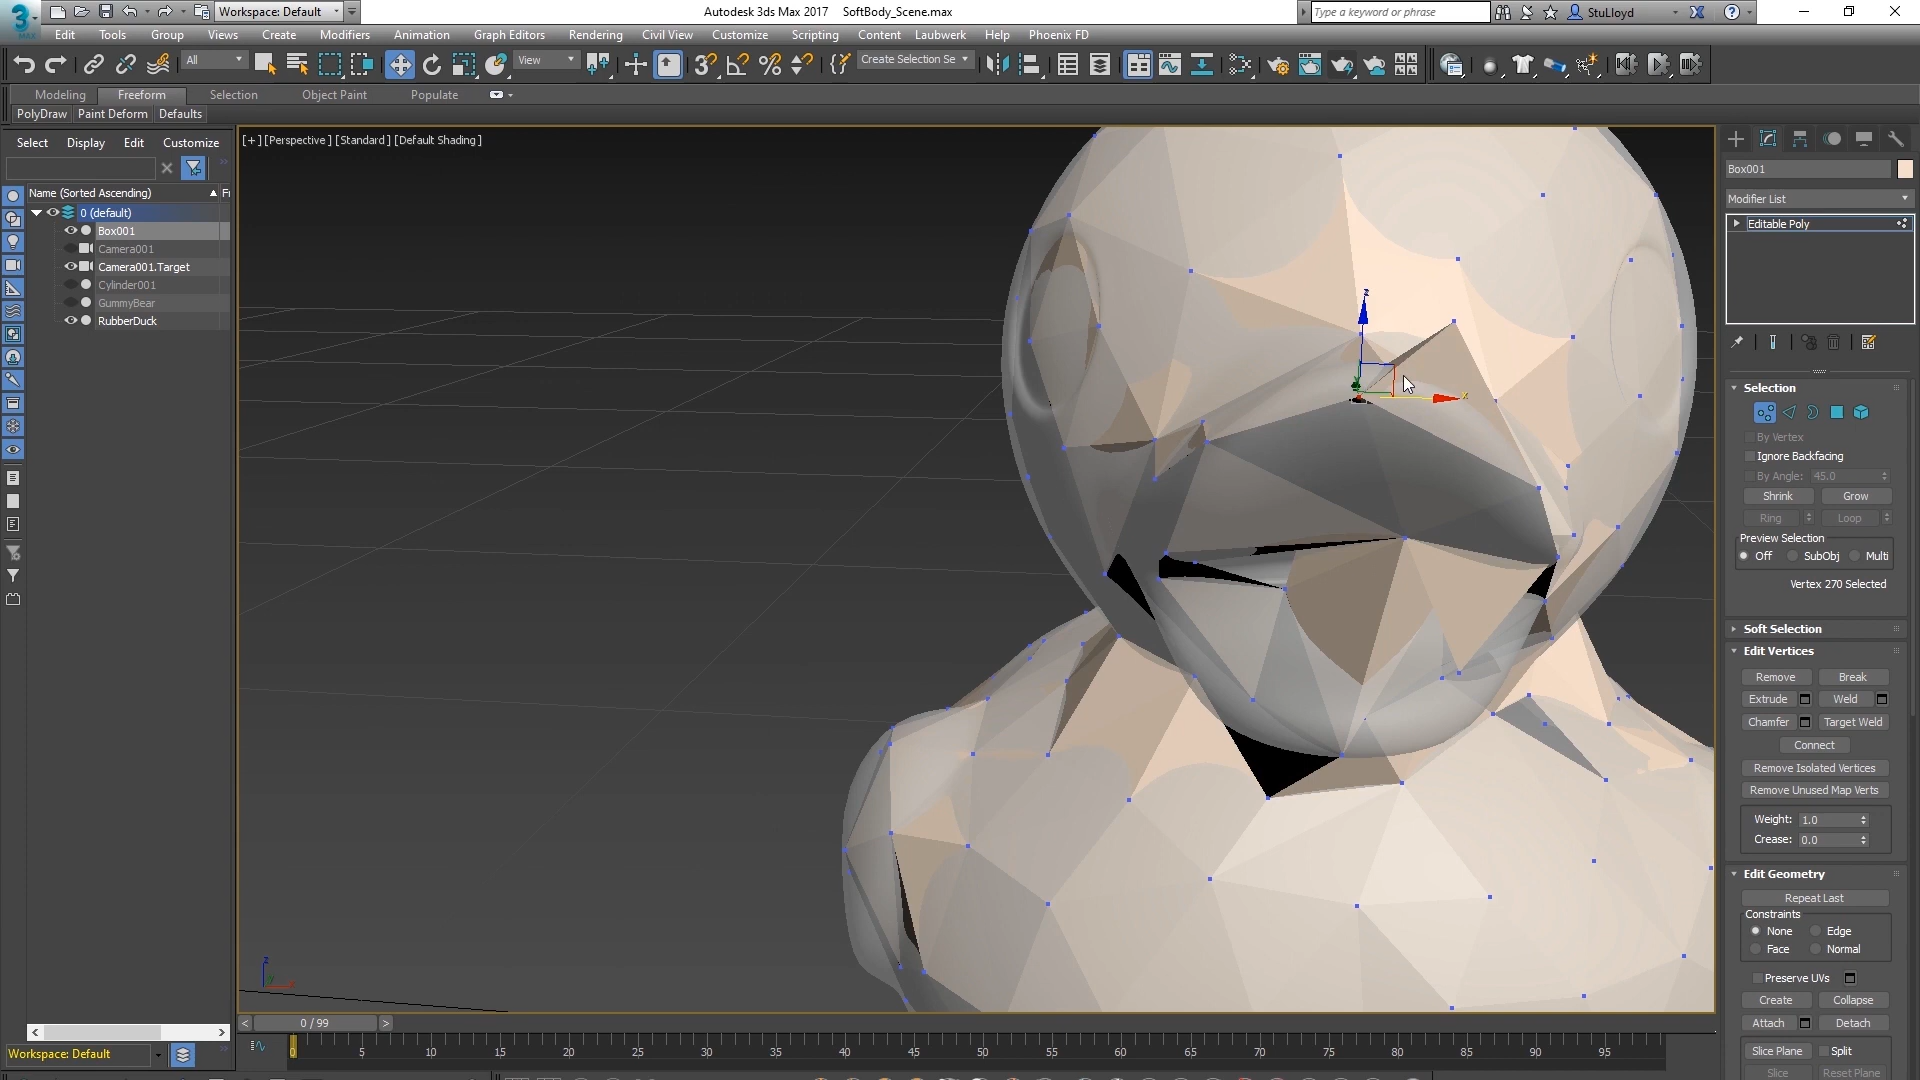 Workspace: Default
Autodesk 3ds Max 2017 SoftBody_Scene.max
Type a keyword or phrase
StuLloyd
MAX Edit Tools Group Views Create Modifiers Animation Graph Editors Rendering Civil View Customize Scripting Content Laubwerk Help Phoenix FD
All View Create Selection Se
Modeling Freeform Selection Object Paint Populate
PolyDraw Paint Deform Defaults
Select Display Edit Customize
[+] [Perspective ] [Standard ] [Default Shading ]
Name (Sorted Ascending) Fr
0 (default)
Box001
Camera001
Camera001.Target
Cylinder001
GummyBear
RubberDuck
z
x
Box001
Modifier List
Editable Poly
Selection
By Vertex
Ignore Backfacing
By Angle: 45.0
Shrink Grow
Ring Loop
Preview Selection
Off SubObj Multi
Vertex 270 Selected
Soft Selection
Edit Vertices
Remove Break
Extrude Weld
Chamfer Target Weld
Connect
Remove Isolated Vertices
Remove Unused Map Verts
Weight: 1.0
Crease: 0.0
Edit Geometry
Repeat Last
Constraints
None Edge
Face Normal
Preserve UVs
Create Collapse
Attach Detach
Slice Plane Split
Slice Reset Plane
z
< 0 / 99 >
0 5 10 15 20 25 30 35 40 45 50 55 60 65 70 75 80 85 90 95
Workspace: Default